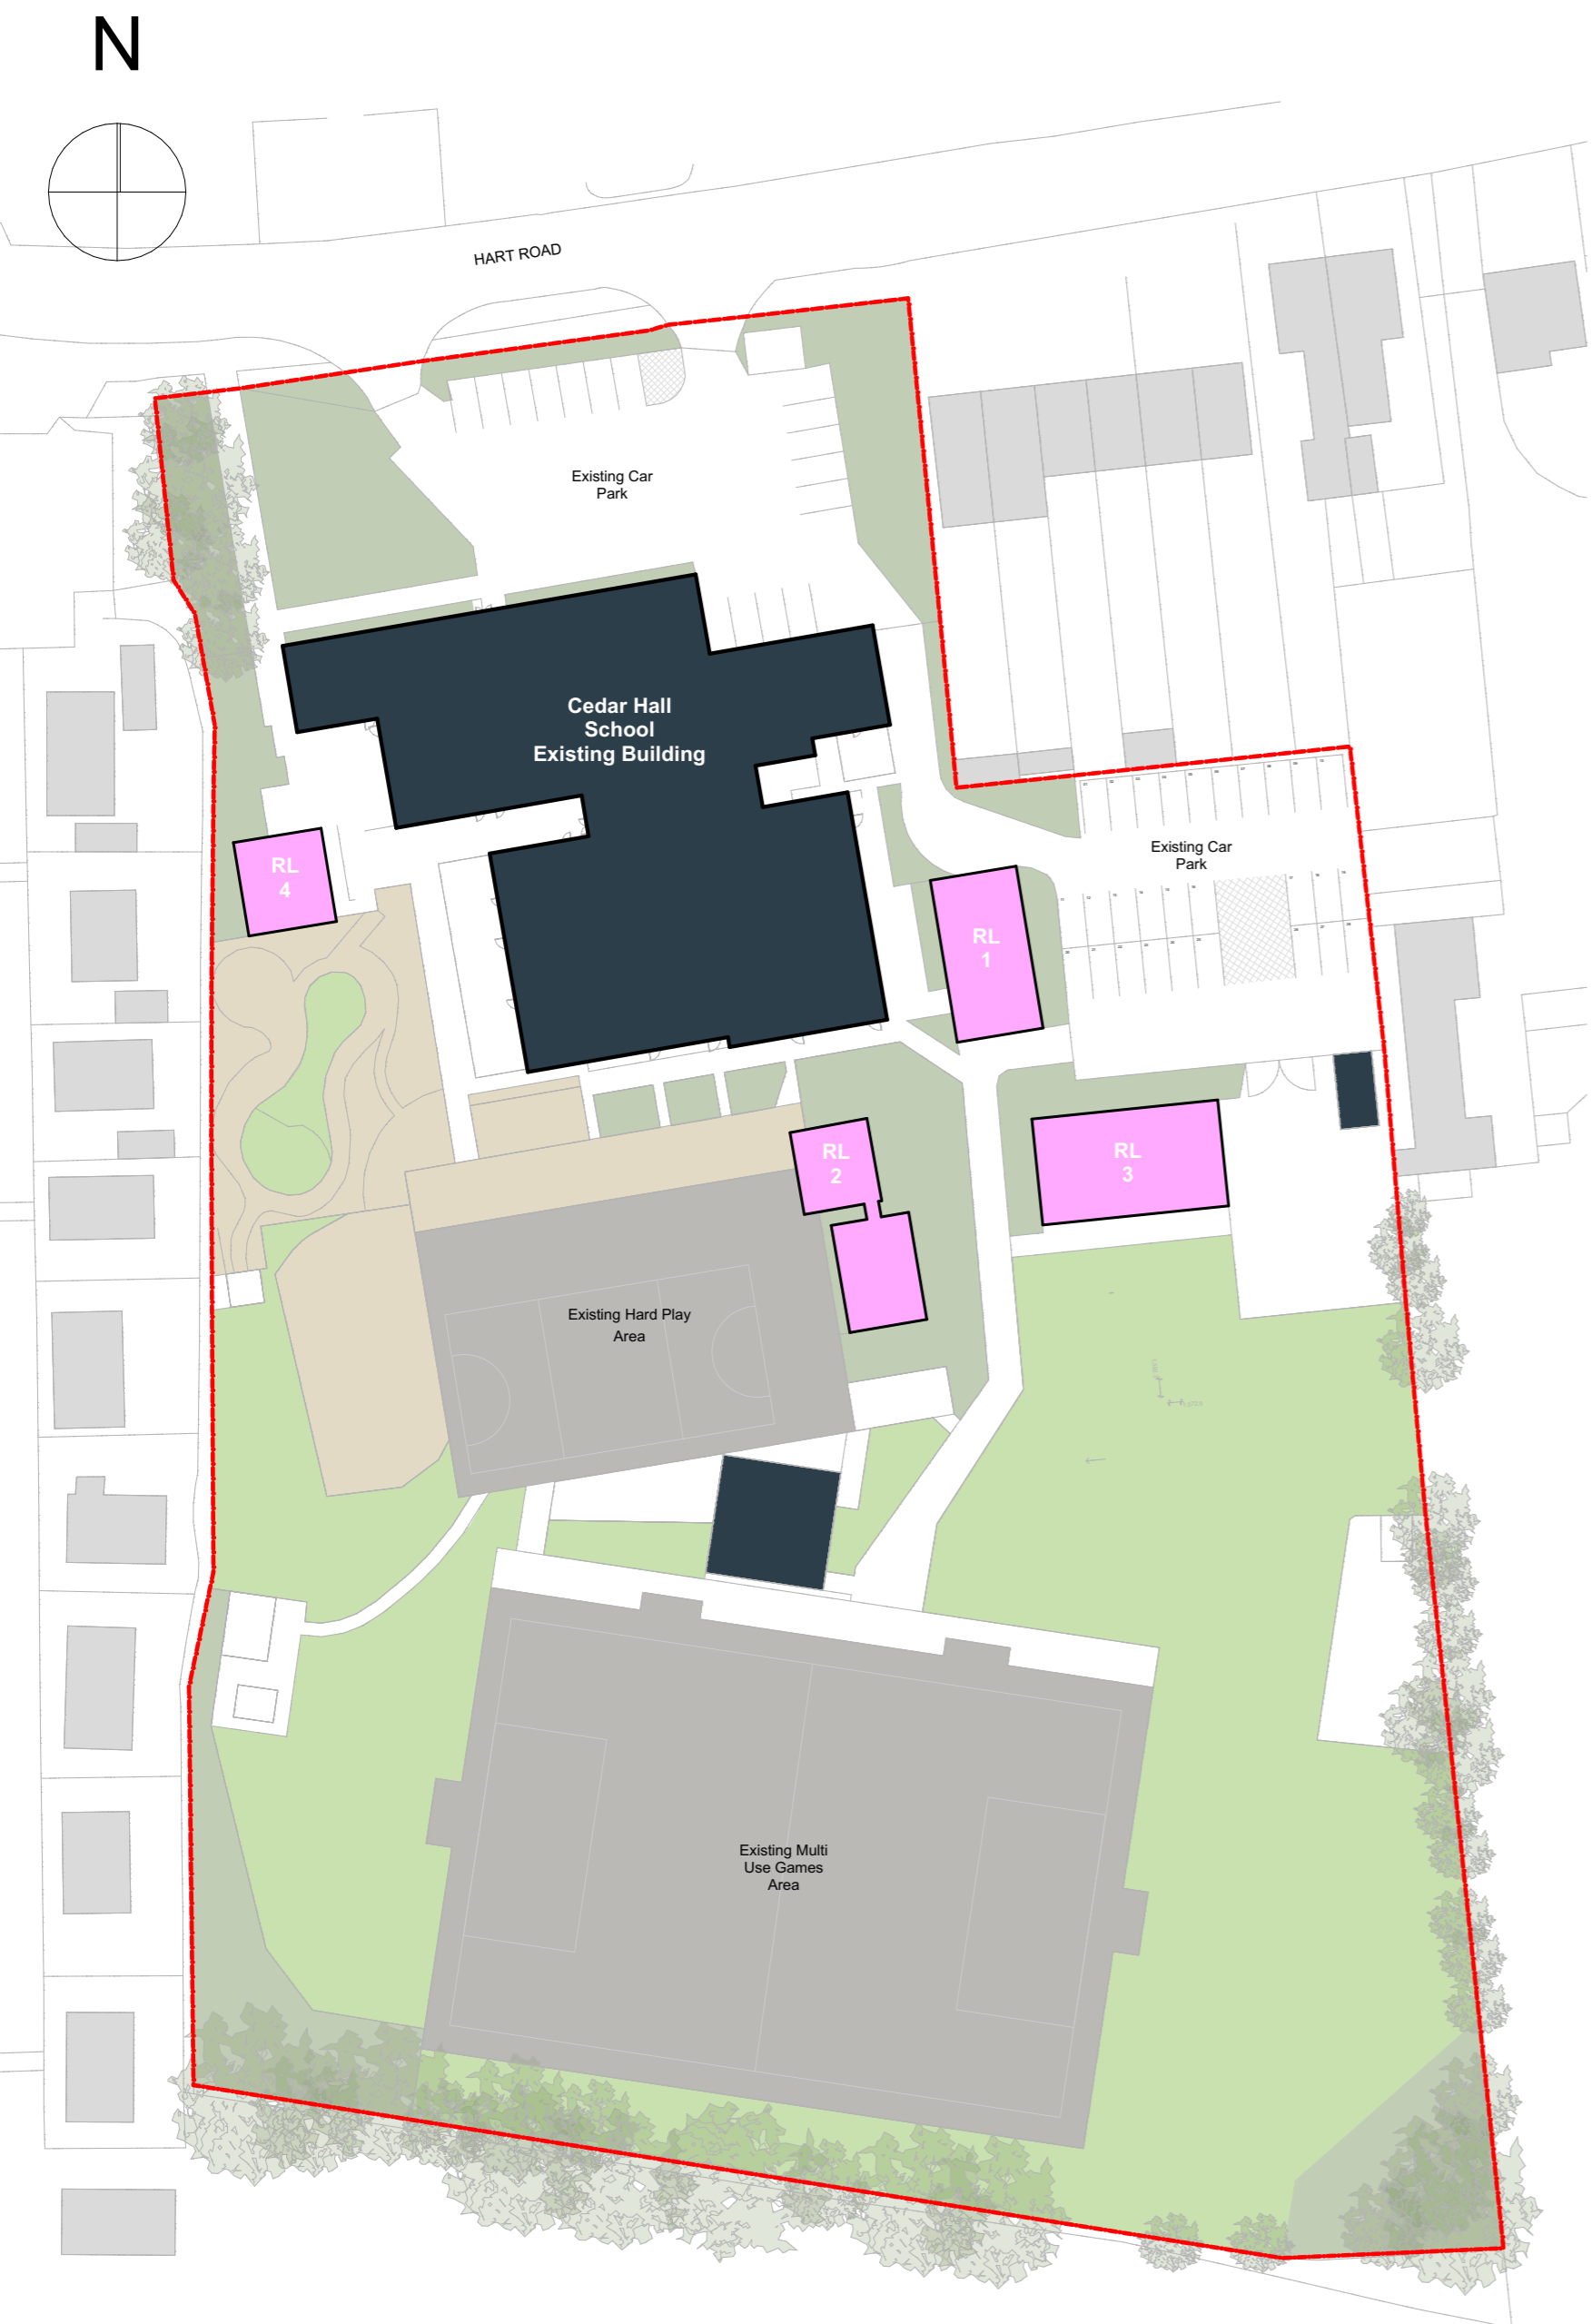 N
HART ROAD
Existing Car
Park
Cedar Hall
School
Existing Building
RL
4
Existing Car
Park
RL
1
RL
2
RL
3
Existing Hard Play
Area
Existing Multi
Use Games
Area